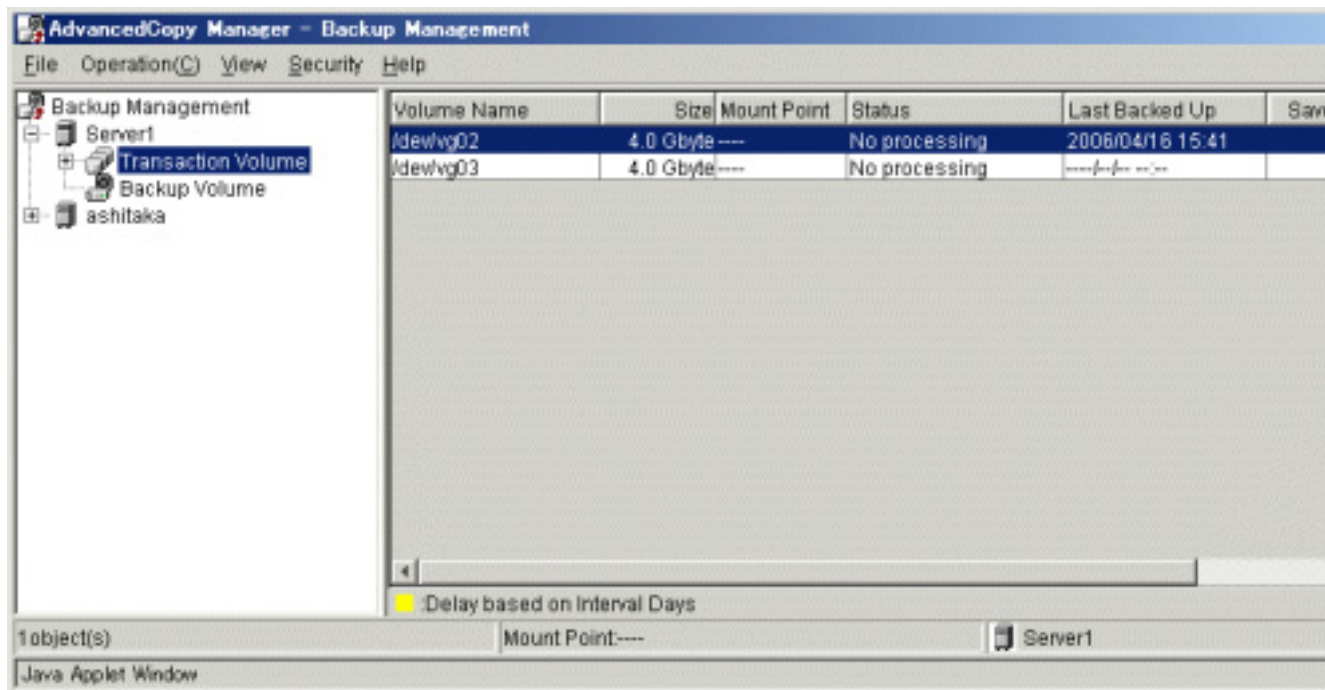 AdvancedCopy Manager - Backup Management
File Operation(C) View Security Help
Backup Management
Server1
Transaction Volume
Backup Volume
ashitaka
Volume Name Size Mount Point Status Last Backed Up Save
/dev/vg02 4.0 Gbyte ---- No processing 2006/04/16 15:41
/dev/vg03 4.0 Gbyte ---- No processing ----/--/-- --:--
:Delay based on Interval Days
1object(s) Mount Point:---- Server1
Java Applet Window